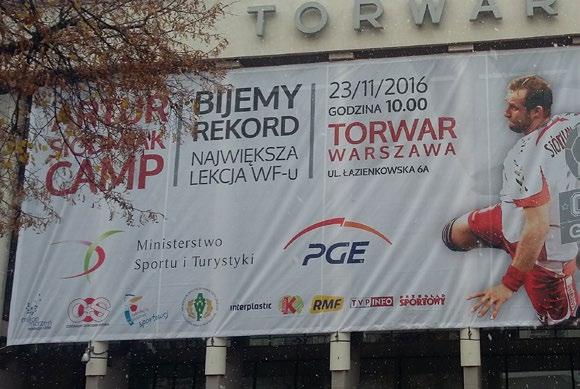 TORWAR
ARTUR
CAMP
BIJEMY
REKORD
NAJWIĘKSZA
LEKCJA WF-u
23/11/2016
GODZINA 10.00
TORWAR
WARSZAWA
UL. ŁAZIENKOWSKA 6A
Ministerstwo
Sportu i Turystyki
PGE
interplastic
K
RMF
TVP INFO
PRZEGLĄD
SPORTOWY